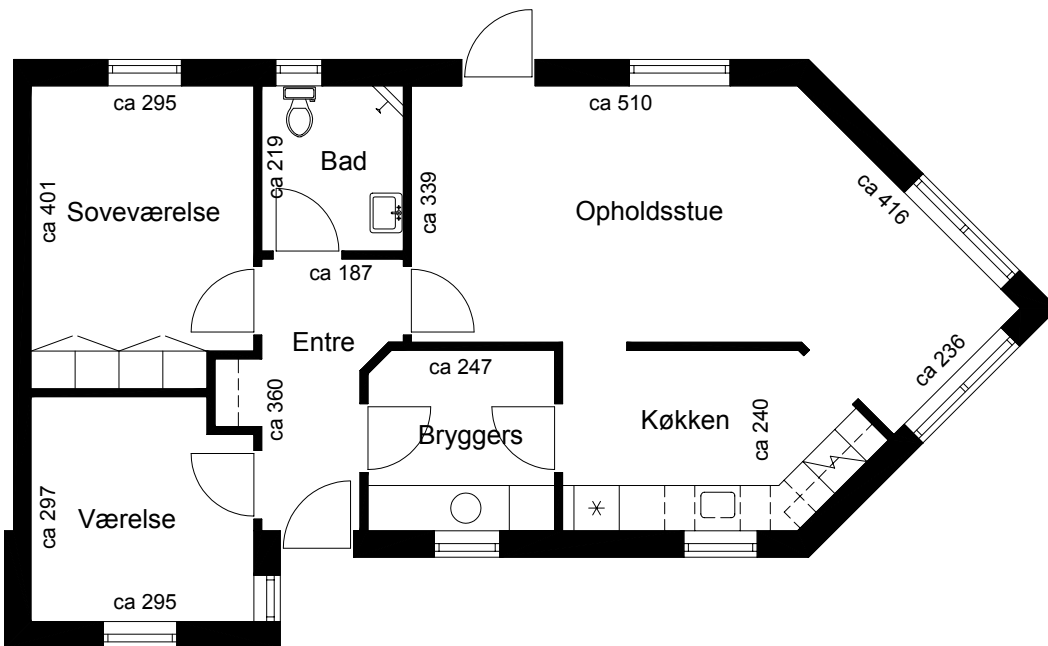 ca 295
ca 510
ca 219
Bad
ca 401
Soveværelse
ca 339
Opholdsstue
ca 416
ca 187
Entre
ca 236
ca 247
ca 360
Køkken
ca 240
Bryggers
ca 297
Værelse
ca 295